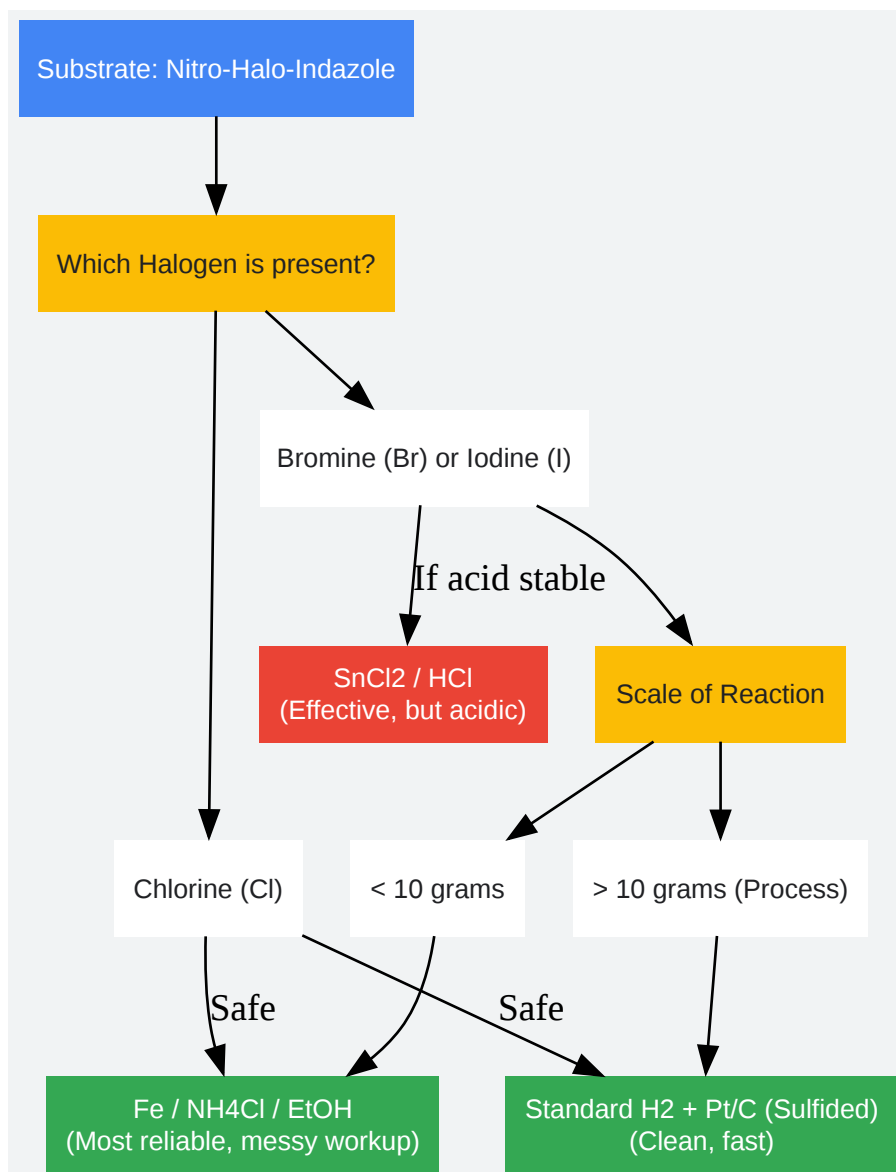 Substrate: Nitro-Halo-Indazole
Which Halogen is present?
Bromine (Br) or Iodine (I)
If acid stable
SnCl2 / HCl
(Effective, but acidic)
Scale of Reaction
Chlorine (Cl)
< 10 grams
> 10 grams (Process)
Safe
Safe
Fe / NH4Cl / EtOH
(Most reliable, messy workup)
Standard H2 + Pt/C (Sulfided)
(Clean, fast)